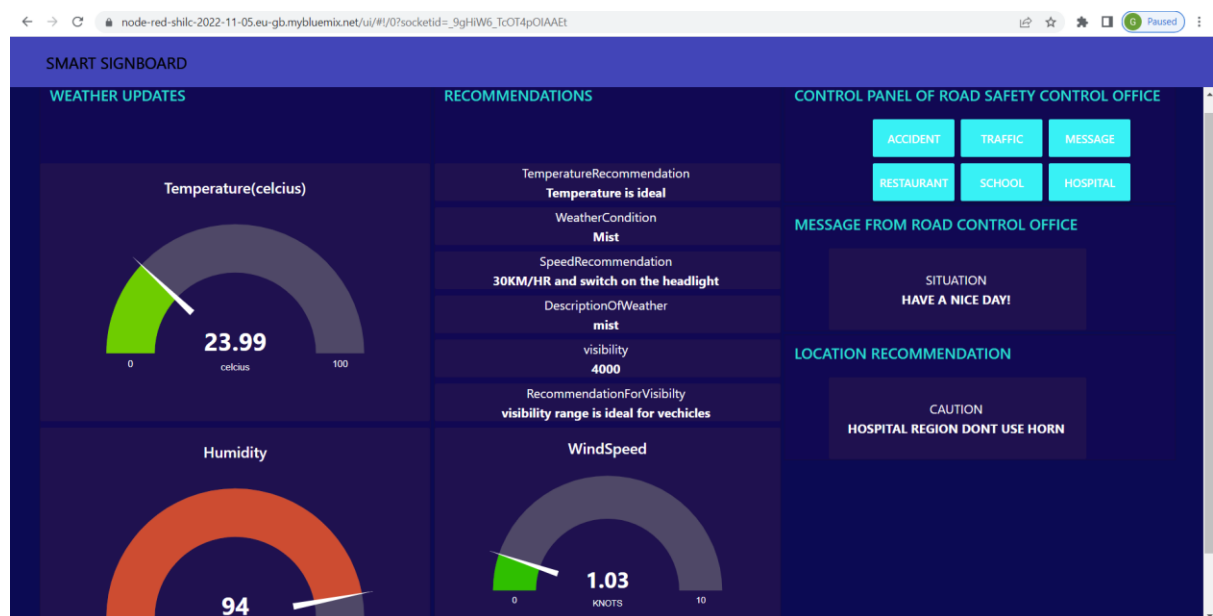 node-red-shilc-2022-11-05.eu-gb.mybluemix.net/ui/#!/0?socketid=_9gHiW6_TcOT4pOIAAEt
G Paused
SMART SIGNBOARD
WEATHER UPDATES
Temperature(celcius)
23.99
celcius
0
100
Humidity
94
RECOMMENDATIONS
TemperatureRecommendation
Temperature is ideal
WeatherCondition
Mist
SpeedRecommendation
30KM/HR and switch on the headlight
DescriptionOfWeather
mist
visibility
4000
RecommendationForVisibilty
visibility range is ideal for vechicles
WindSpeed
1.03
KNOTS
0
10
CONTROL PANEL OF ROAD SAFETY CONTROL OFFICE
ACCIDENT TRAFFIC MESSAGE
RESTAURANT SCHOOL HOSPITAL
MESSAGE FROM ROAD CONTROL OFFICE
SITUATION
HAVE A NICE DAY!
LOCATION RECOMMENDATION
CAUTION
HOSPITAL REGION DONT USE HORN